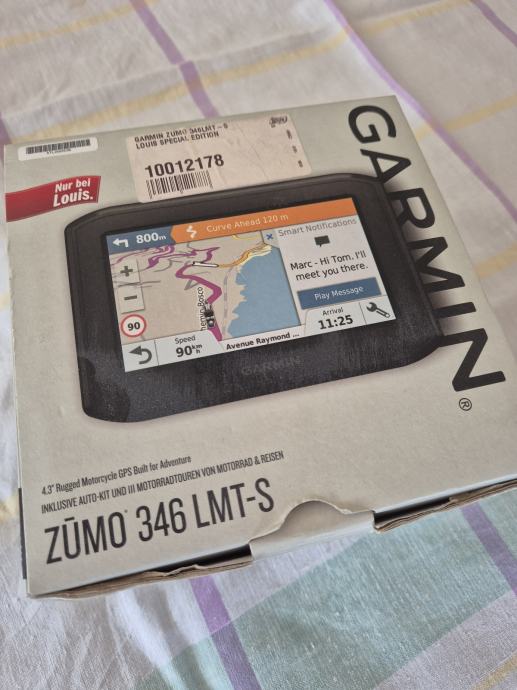 GARMIN ZUMO 346LMT-S
LOUIS SPECIAL EDITION
10012178
Nur bei
Louis.
GARMIN®
800m
Curve Ahead 120 m
Smart Notifications
Marc - Hi Tom. I'll
meet you there.
Play Message
+
−
90
Speed
90 km/h
Avenue Raymond ...
Arrival
11:25
GARMIN
4.3" Rugged Motorcycle GPS Built for Adventure
INKLUSIVE AUTO-KIT UND 111 MOTORRADTOUREN VON MOTORRAD & REISEN
ZŪMO® 346 LMT-S